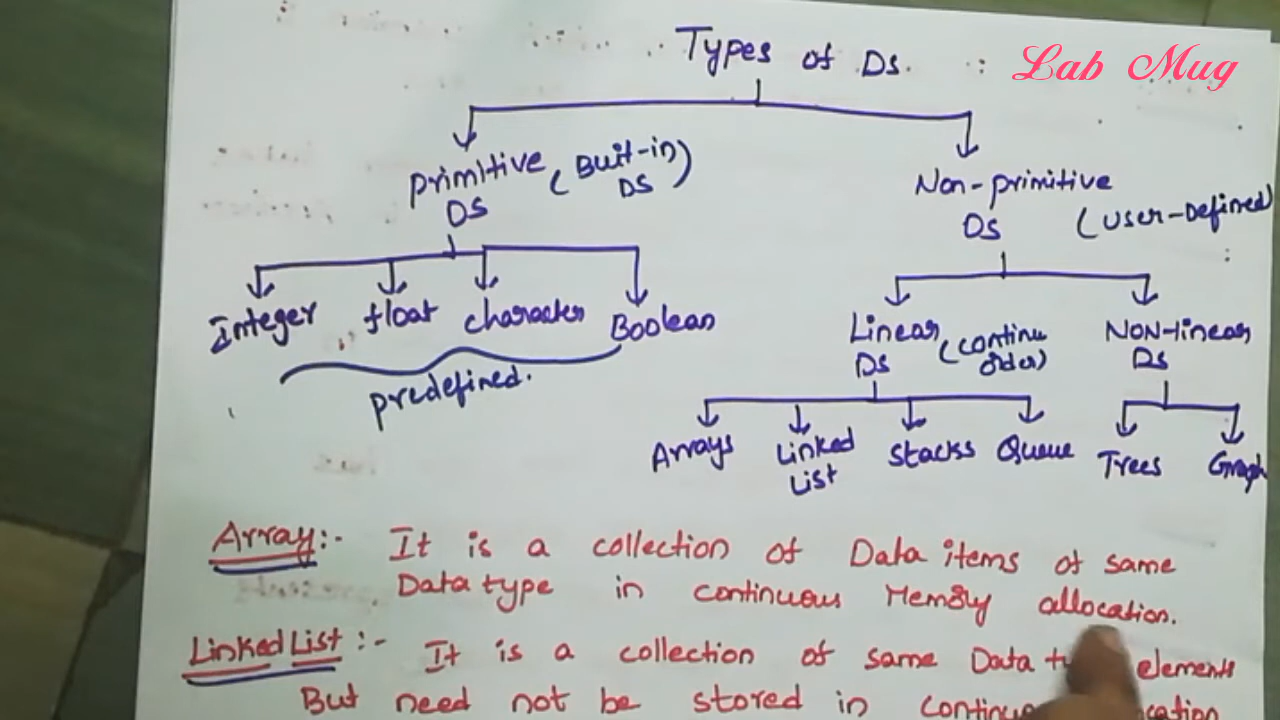 Types of Ds.
Lab Mug
primitive (Buit-in
DS DS)
Non-primitive
DS (user-Defined)
Integer float character Boolean
predefined.
Linear (continu
DS order)
NON-linear
DS
Arrays Linked Stacks Queue Trees Graph
List
Array:- It is a collection of Data items of same
Data type in continuous Memory allocation.
Linked List:- It is a collection of same Data elements
But need not be stored in